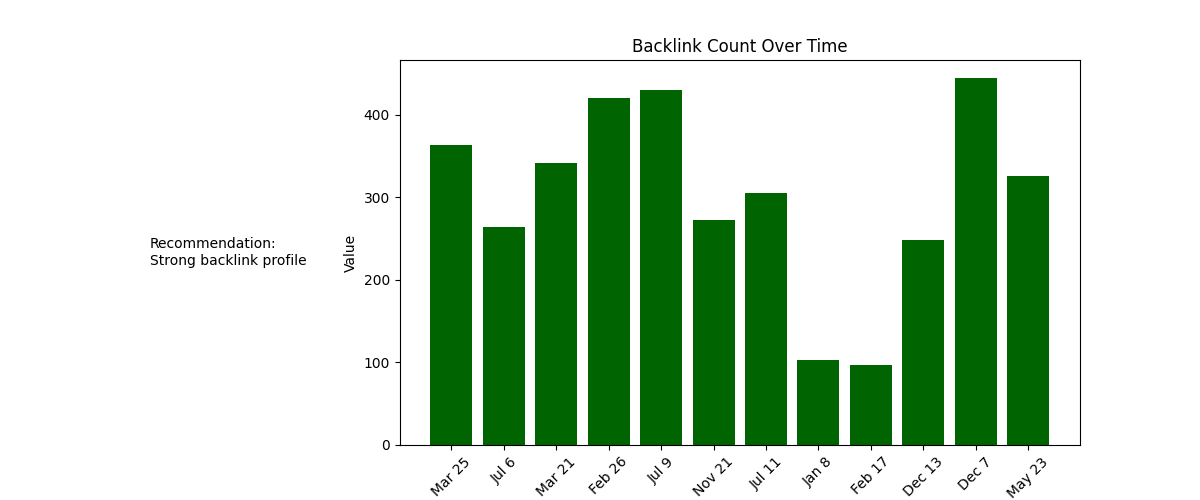 Backlink Count Over Time
Recommendation:
Strong backlink profile
Value
400
300
200
100
0
Mar 25
Jul 6
Mar 21
Feb 26
Jul 9
Nov 21
Jul 11
Jan 8
Feb 17
Dec 13
Dec 7
May 23